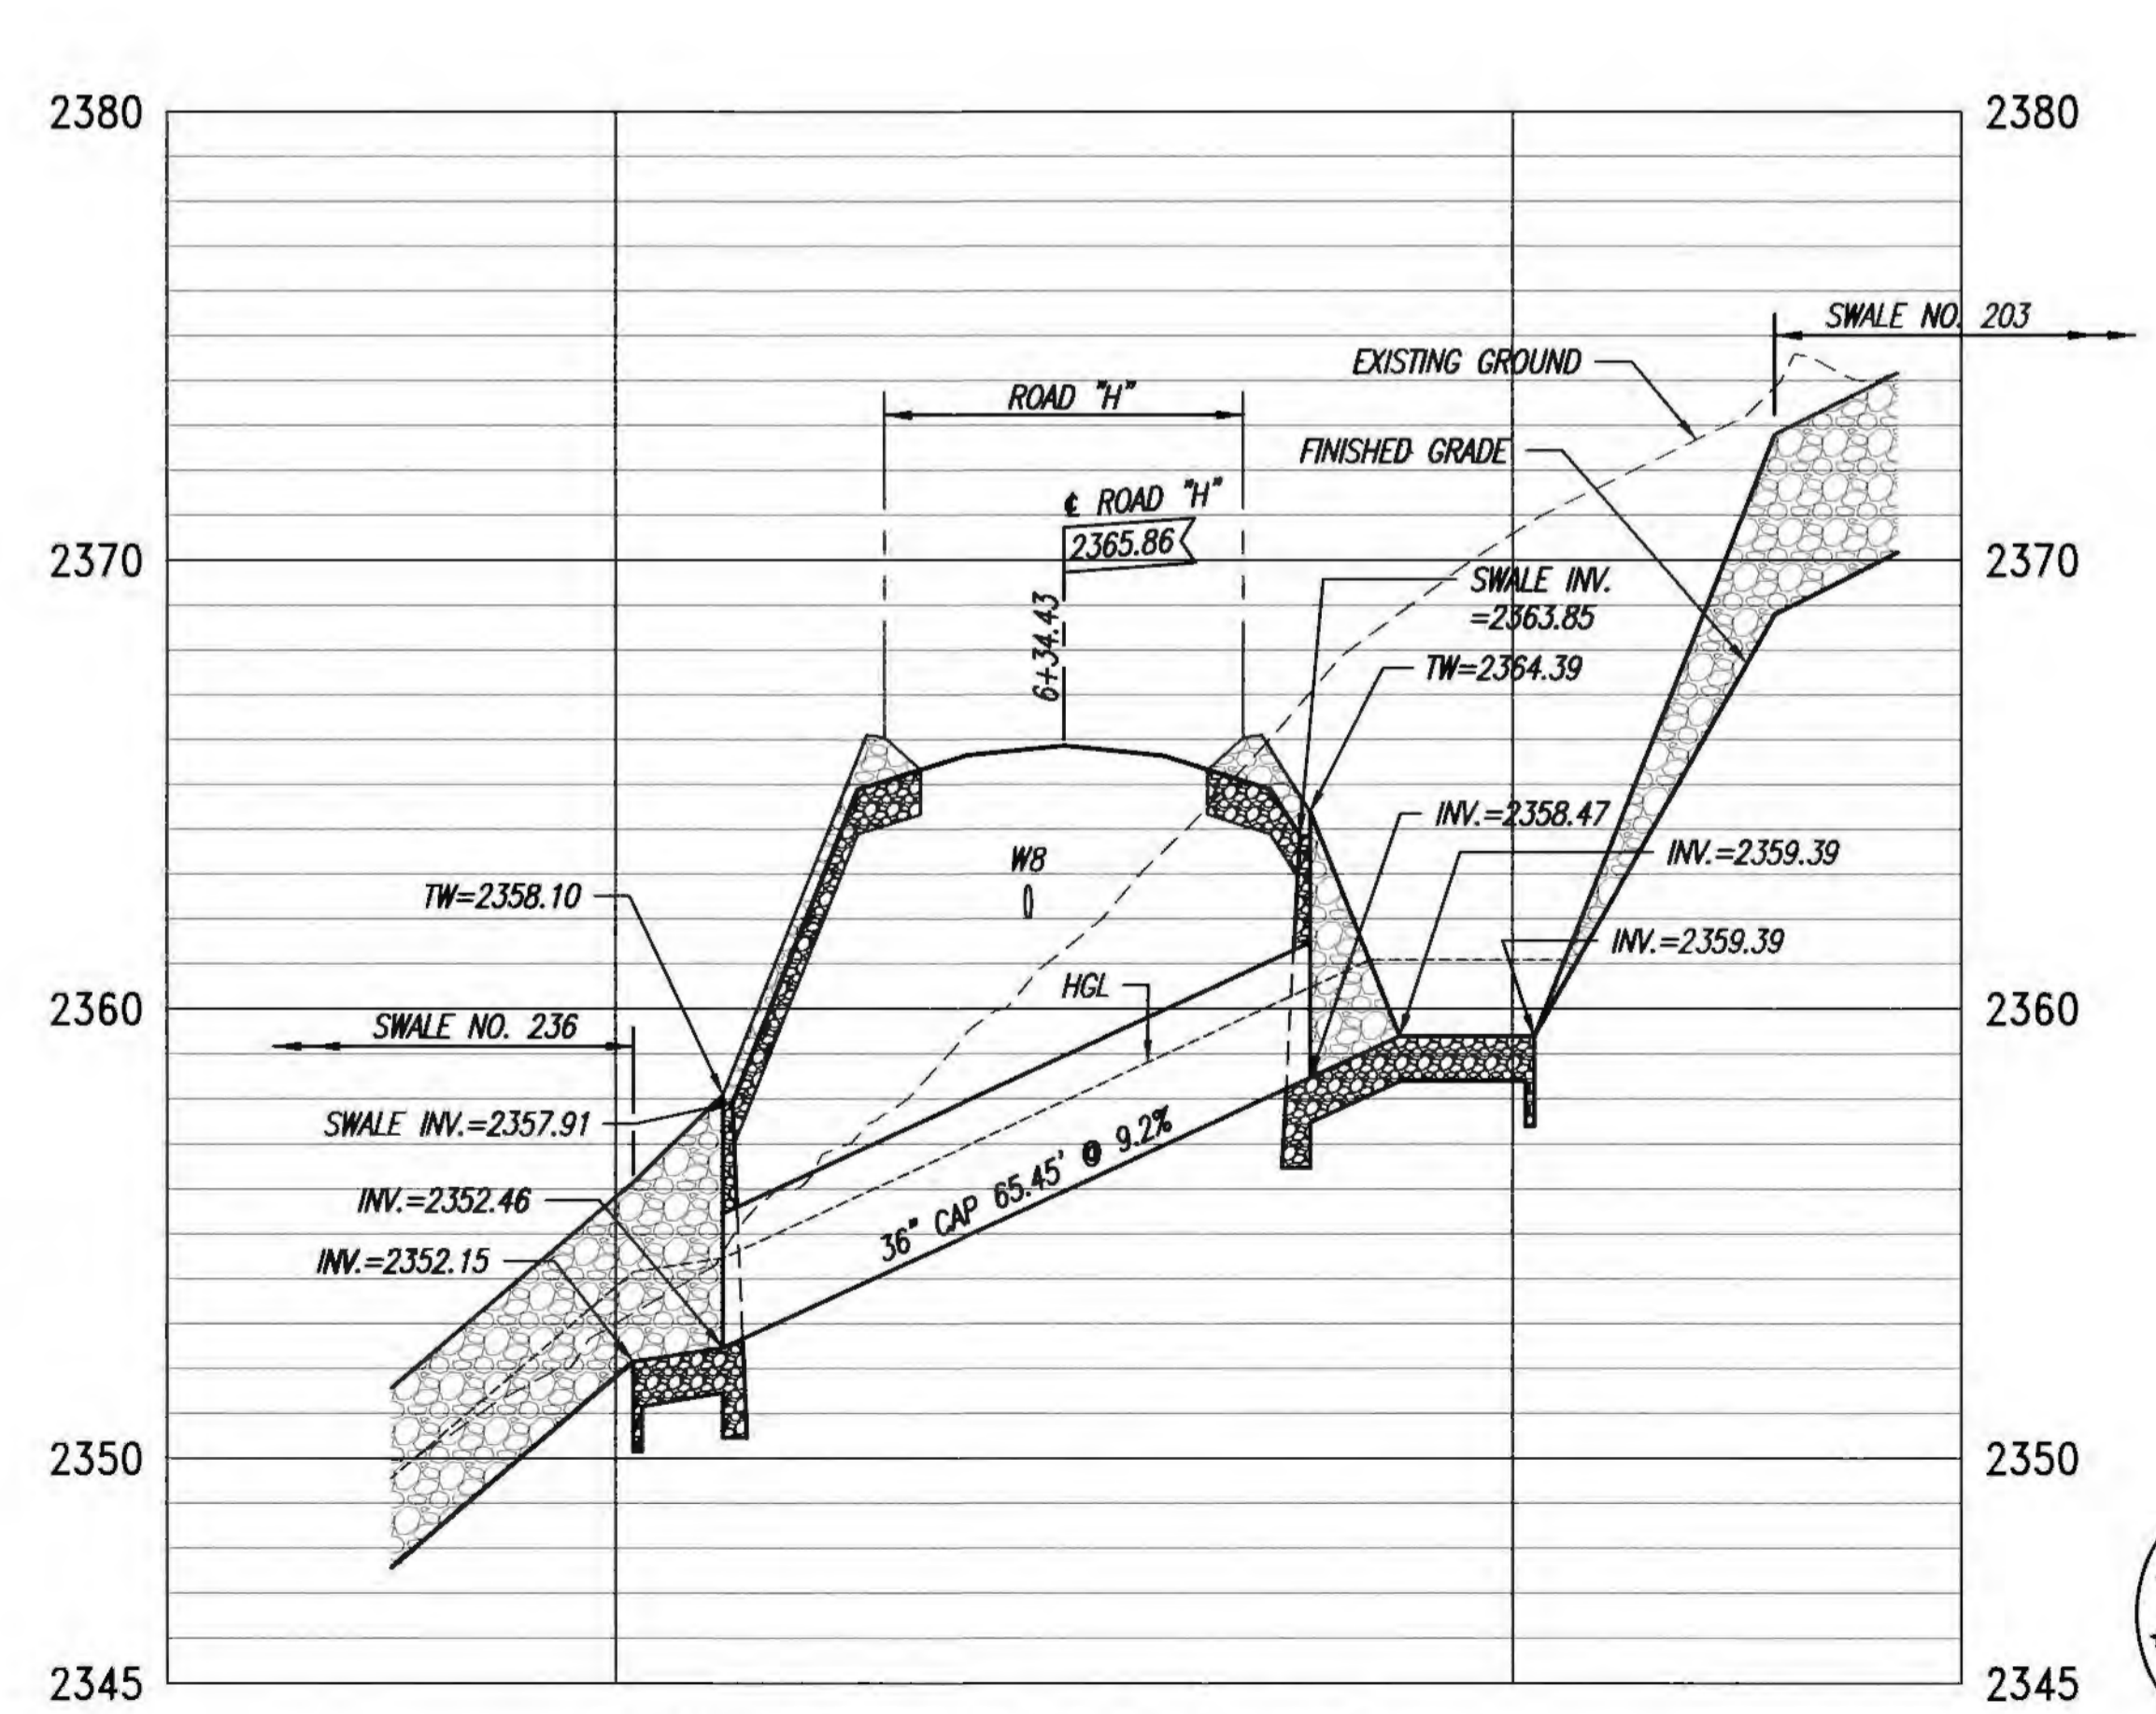 2380
2380
SWALE NO. 203
EXISTING GROUND
ROAD "H"
FINISHED GRADE
℄ ROAD "H"
2365.86
2370
2370
SWALE INV.
=2363.85
6+34.43
TW=2364.39
INV.=2358.47
W8
INV.=2359.39
TW=2358.10
INV.=2359.39
HGL
2360
2360
SWALE NO. 236
SWALE INV.=2357.91
36" CAP 65.45' @ 9.2%
INV.=2352.46
INV.=2352.15
2350
2350
2345
2345